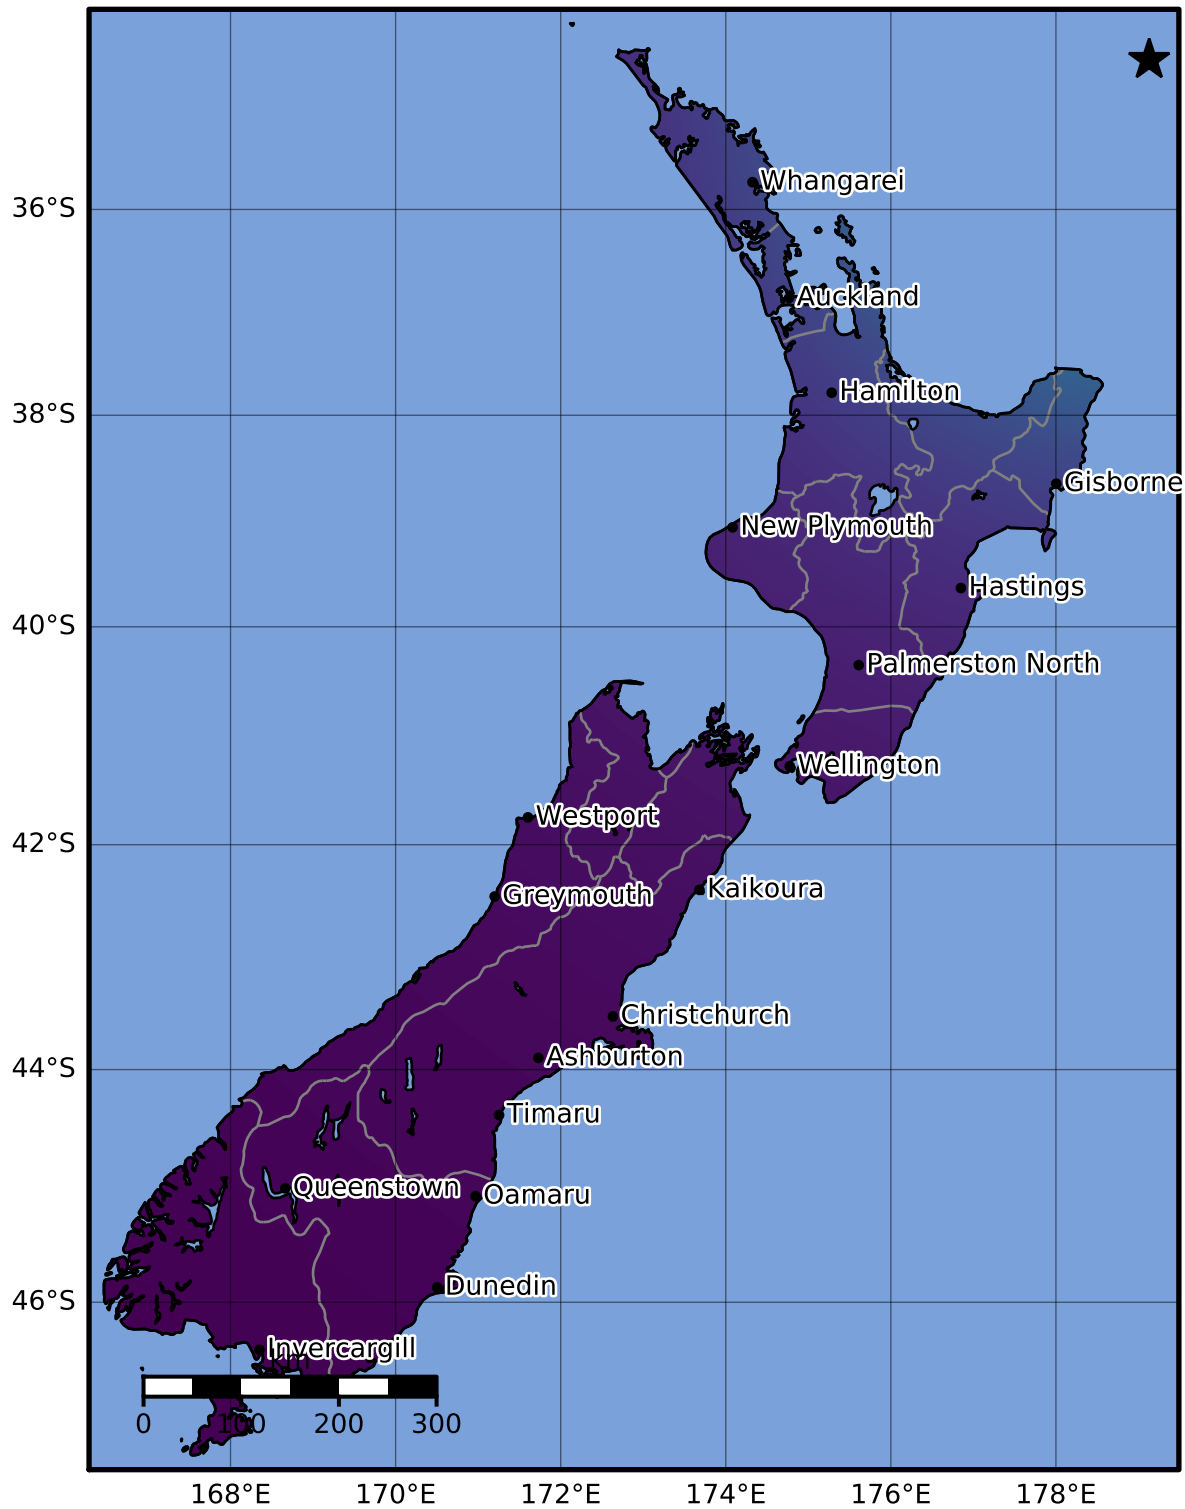 Whangarei
36°S
Auckland
Hamilton
38°S
Gisborne
New Plymouth
Hastings
40°S
Palmerston North
Wellington
Westport
42°S
Kaikoura
Greymouth
Christchurch
Ashburton
44°S
Timaru
Queenstown
Oamaru
Dunedin
46°S
Invercargill
km
0 100 200 300
168°E 170°E 172°E 174°E 176°E 178°E